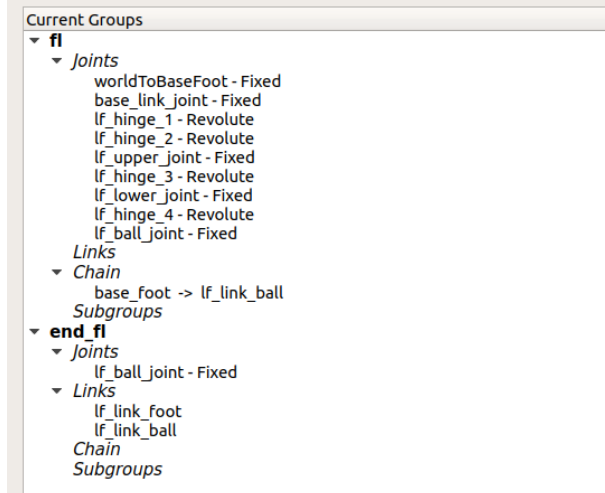 Current Groups
fl
Joints
worldToBaseFoot - Fixed
base_link_joint - Fixed
lf_hinge_1 - Revolute
lf_hinge_2 - Revolute
lf_upper_joint - Fixed
lf_hinge_3 - Revolute
lf_lower_joint - Fixed
lf_hinge_4 - Revolute
lf_ball_joint - Fixed
Links
Chain
base_foot -> lf_link_ball
Subgroups
end_fl
Joints
lf_ball_joint - Fixed
Links
lf_link_foot
lf_link_ball
Chain
Subgroups